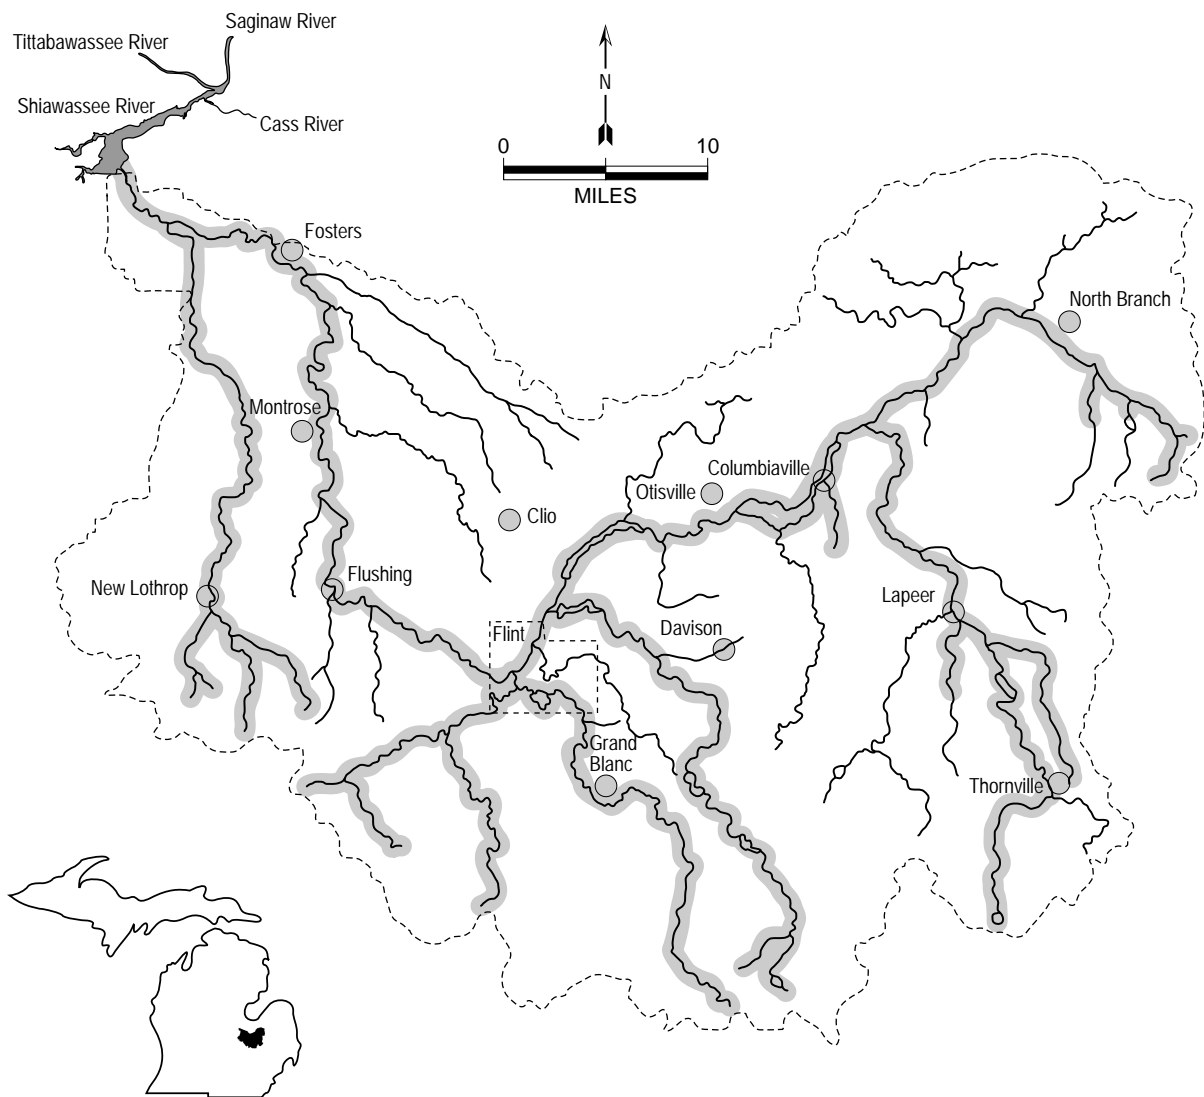 Saginaw River
Tittabawassee River
Shiawassee River
Cass River
N
0 10
MILES
Fosters
North Branch
Montrose
Columbiaville
Otisville
Clio
New Lothrop
Flushing
Lapeer
Flint
Davison
Grand
Blanc
Thornville